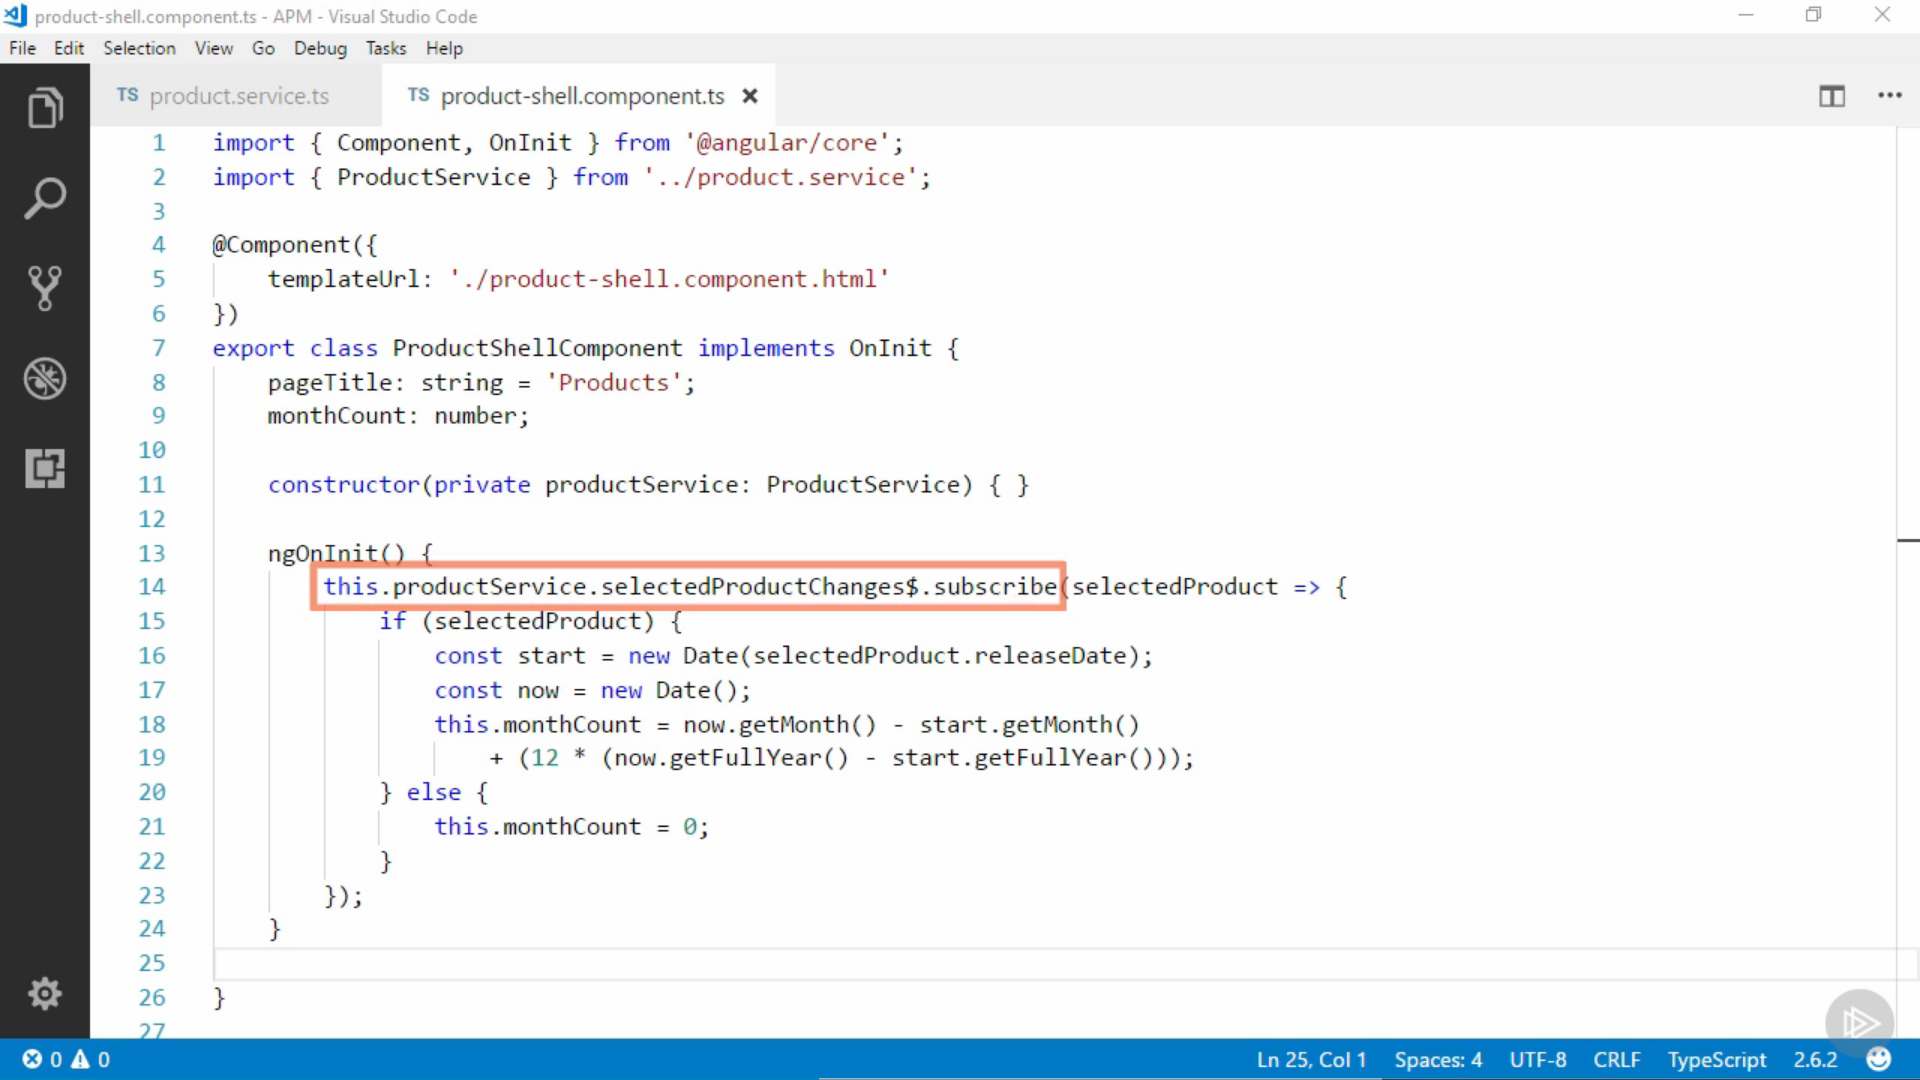 product-shell.component.ts - APM - Visual Studio Code
File Edit Selection View Go Debug Tasks Help
TS product.service.ts TS product-shell.component.ts
1 import { Component, OnInit } from '@angular/core';
2 import { ProductService } from '../product.service';
3
4 @Component({
5 templateUrl: './product-shell.component.html'
6 })
7 export class ProductShellComponent implements OnInit {
8 pageTitle: string = 'Products';
9 monthCount: number;
10
11 constructor(private productService: ProductService) { }
12
13 ngOnInit() {
14 this.productService.selectedProductChanges$.subscribe(selectedProduct => {
15 if (selectedProduct) {
16 const start = new Date(selectedProduct.releaseDate);
17 const now = new Date();
18 this.monthCount = now.getMonth() - start.getMonth()
19 + (12 * (now.getFullYear() - start.getFullYear()));
20 } else {
21 this.monthCount = 0;
22 }
23 });
24 }
25
26 }
27
0 0 Ln 25, Col 1 Spaces: 4 UTF-8 CRLF TypeScript 2.6.2